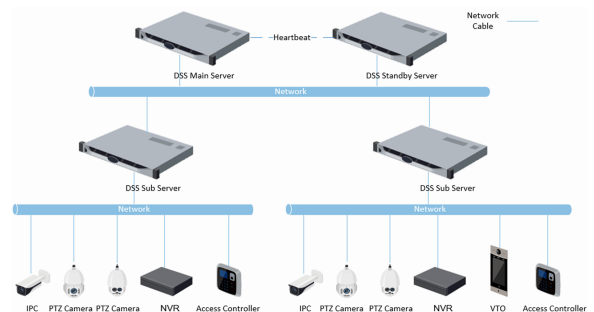 Network
Cable
Heartbeat
DSS Main Server
DSS Standby Server
Network
DSS Sub Server
DSS Sub Server
Network
Network
IPC
PTZ Camera
PTZ Camera
NVR
Access Controller
IPC
PTZ Camera
PTZ Camera
NVR
VTO
Access Controller